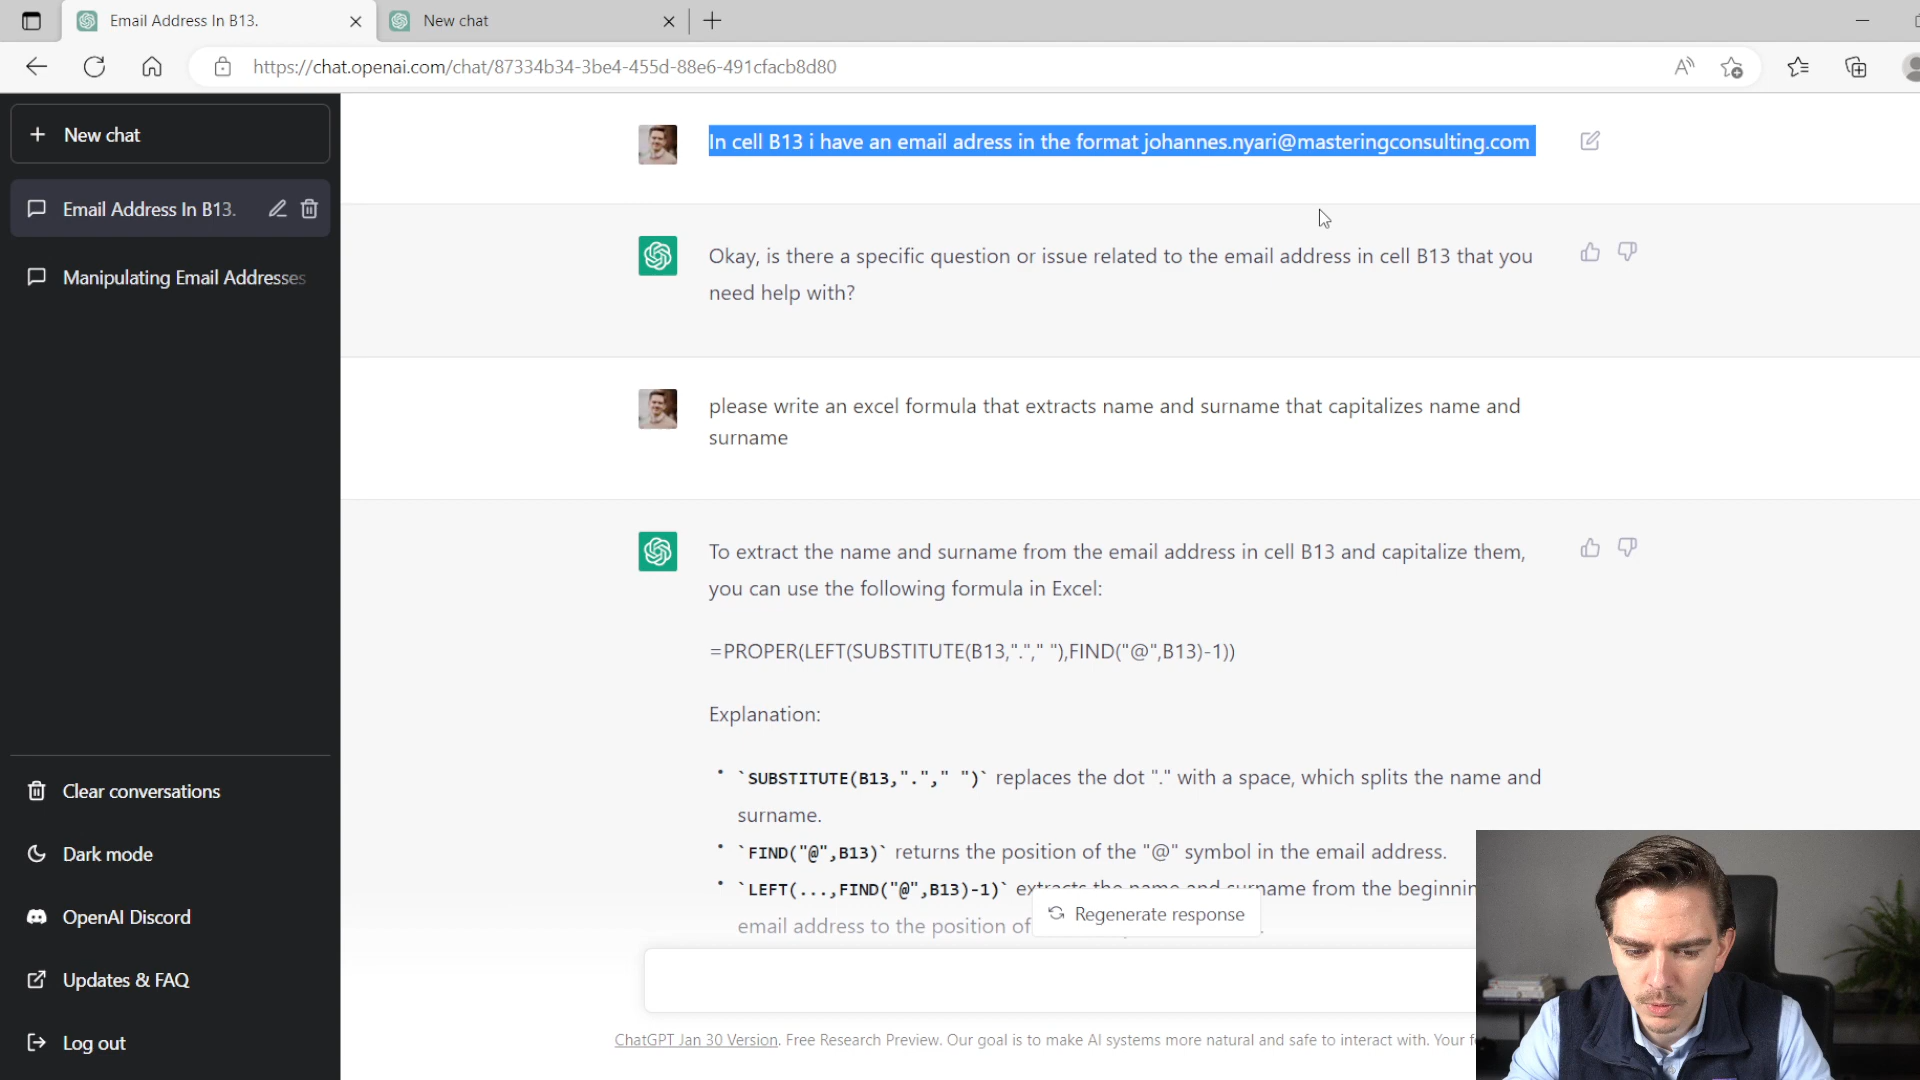 Email Address In B13.
New chat
https://chat.openai.com/chat/87334b34-3be4-455d-88e6-491cfacb8d80
New chat
Email Address In B13.
Manipulating Email Addresses
Clear conversations
Dark mode
OpenAI Discord
Updates & FAQ
Log out
In cell B13 i have an email adress in the format johannes.nyari@masteringconsulting.com
Okay, is there a specific question or issue related to the email address in cell B13 that you
need help with?
please write an excel formula that extracts name and surname that capitalizes name and
surname
To extract the name and surname from the email address in cell B13 and capitalize them,
you can use the following formula in Excel:
=PROPER(LEFT(SUBSTITUTE(B13,"."," "),FIND("@",B13)-1))
Explanation:
• `SUBSTITUTE(B13,"."," ")` replaces the dot "." with a space, which splits the name and
surname.
• `FIND("@",B13)` returns the position of the "@" symbol in the email address.
• `LEFT(...,FIND("@",B13)-1)` extracts the name and surname from the
email address to the position of
Regenerate response
ChatGPT Jan 30 Version. Free Research Preview. Our goal is to make AI systems more natural and safe to interact with. Your